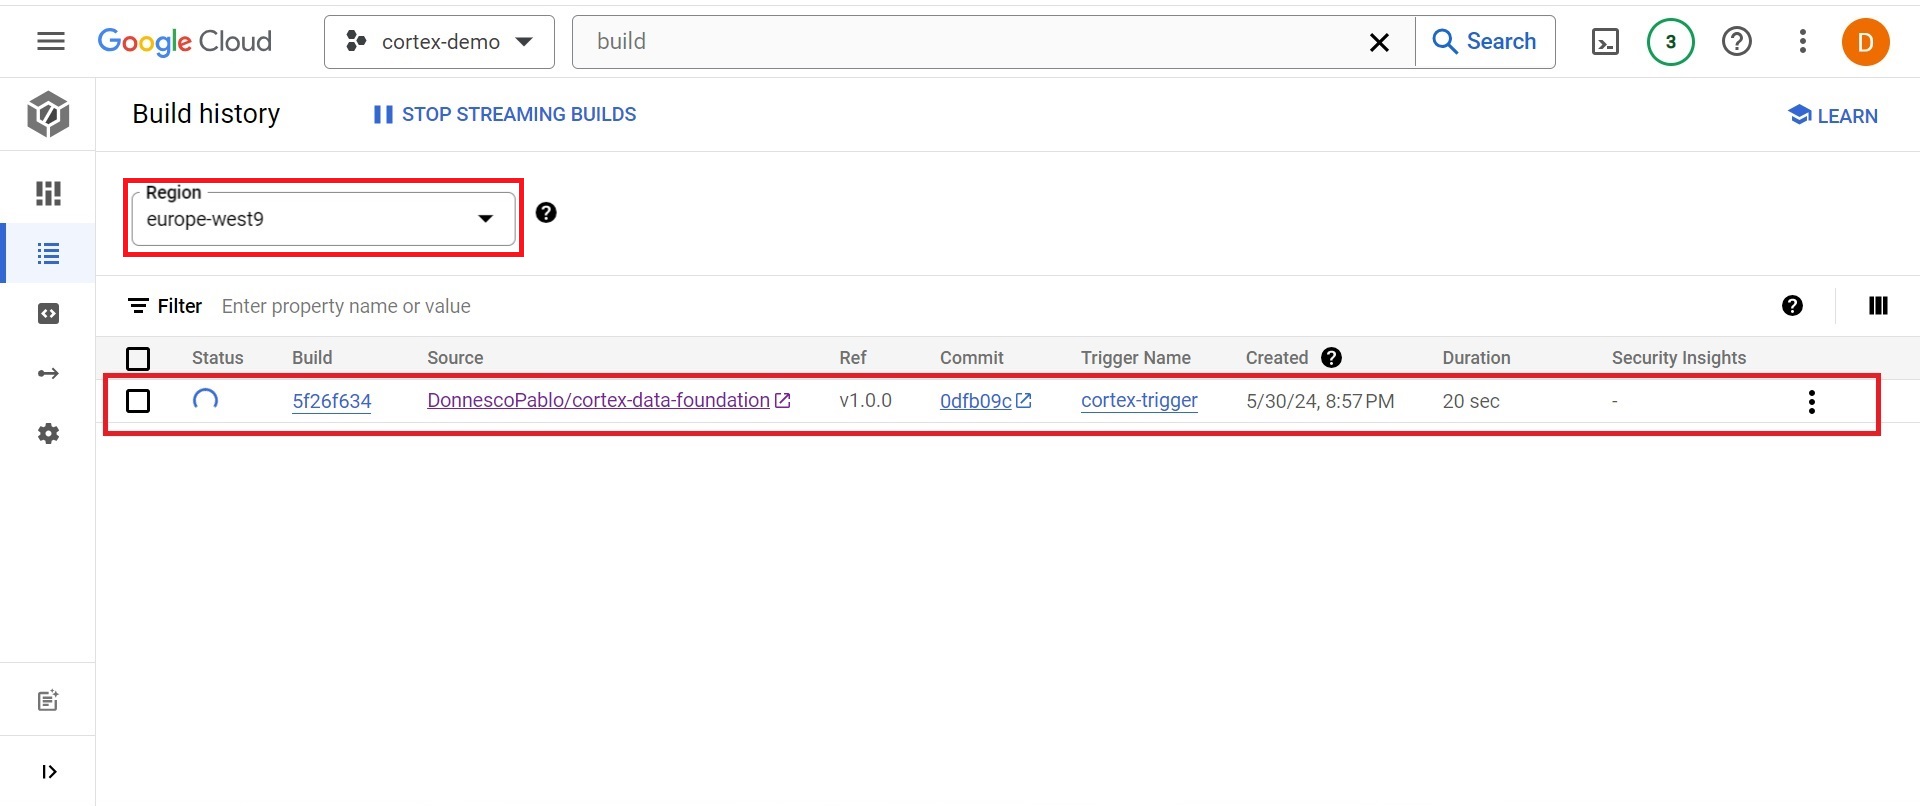 Google Cloud cortex-demo build Search 3 D
Build history STOP STREAMING BUILDS LEARN
Region
europe-west9
Filter Enter property name or value
Status Build Source Ref Commit Trigger Name Created Duration Security Insights
5f26f634 DonnescoPablo/cortex-data-foundation v1.0.0 0dfb09c cortex-trigger 5/30/24, 8:57 PM 20 sec -